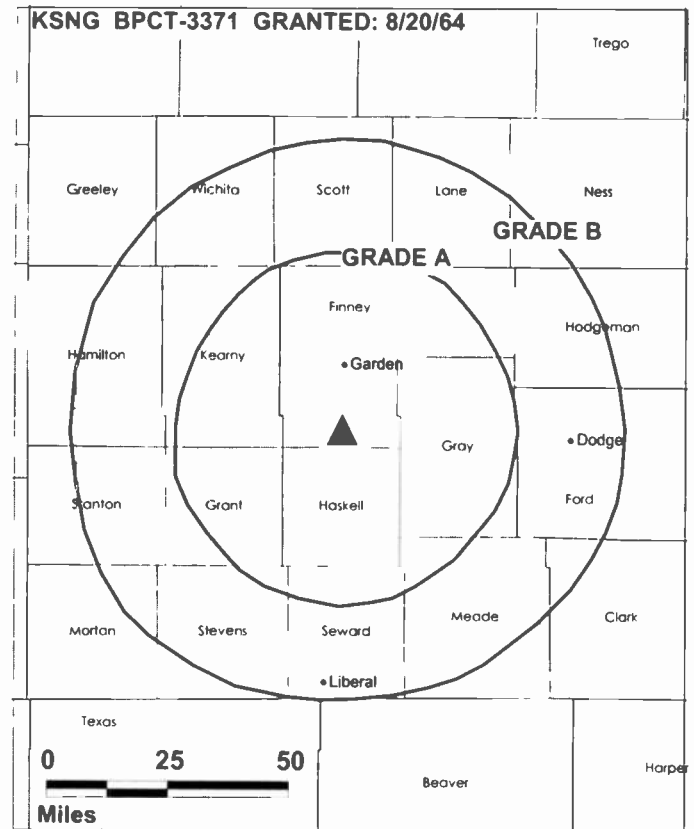 KSNG BPCT-3371 GRANTED: 8/20/64
Trego
Greeley
Wichita
Scott
Lane
Ness
GRADE B
GRADE A
Finney
Hodgeman
Hamilton
Kearny
Garden
Gray
Dodge
Stanton
Grant
Haskell
Ford
Mortan
Stevens
Seward
Meade
Clark
Liberal
Texas
0 25 50
Miles
Beaver
Harper